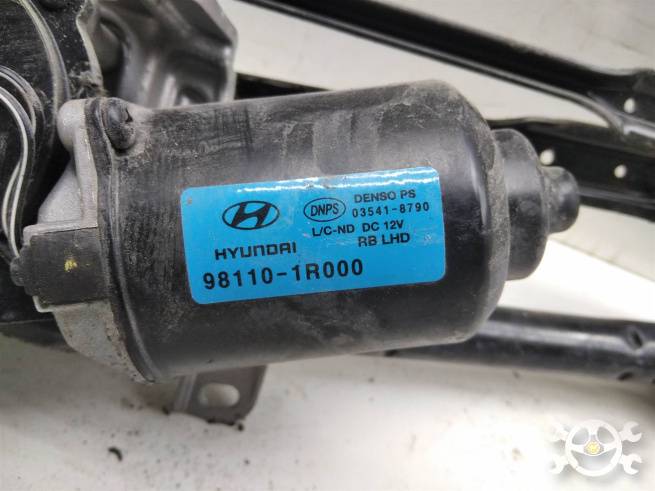 DENSO PS
DNPS 03541-8790
L/C-ND DC 12V
HYUNDAI RB LHD
98110-1R000